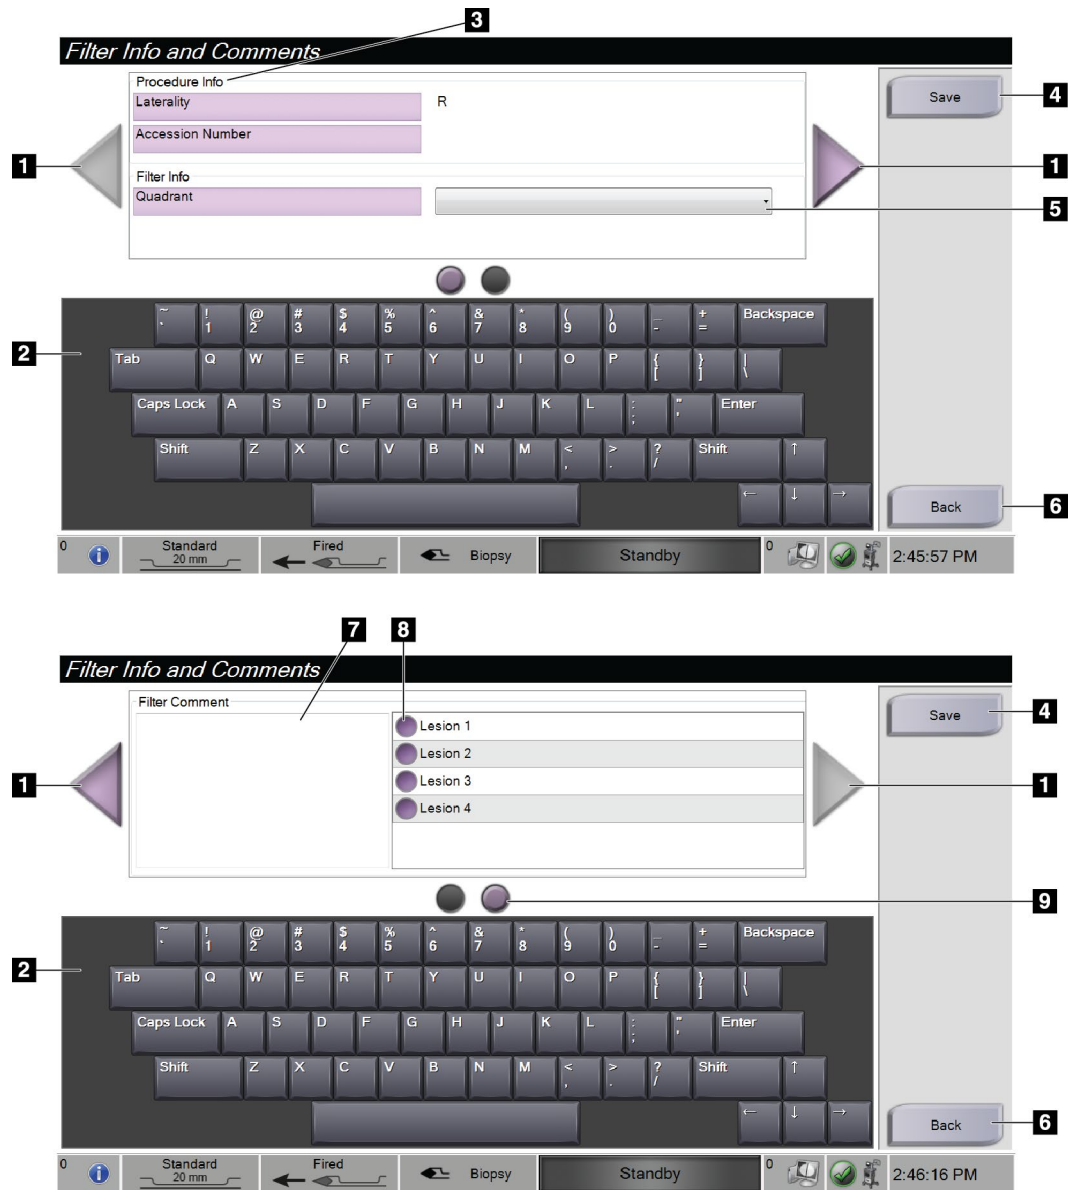 3
Filter Info and Comments
Procedure Info
Laterality R
Accession Number
Filter Info
Quadrant
Save
4
1
1
5
~ ` ! 1 @ 2 # 3 $ 4 % 5 ^ 6 & 7 * 8 ( 9 ) 0 _ - + = Backspace
2
Tab Q W E R T Y U I O P { [ } ] | \
Caps Lock A S D F G H J K L : ; " ' Enter
Shift Z X C V B N M < , > . ? / Shift ↑
← ↓ →
Back
6
0 Standard 20 mm Fired Biopsy Standby 0 2:45:57 PM
7 8
Filter Info and Comments
Filter Comment
Lesion 1
Lesion 2
Lesion 3
Lesion 4
Save
4
1
1
9
~ ` ! 1 @ 2 # 3 $ 4 % 5 ^ 6 & 7 * 8 ( 9 ) 0 _ - + = Backspace
2
Tab Q W E R T Y U I O P { [ } ] | \
Caps Lock A S D F G H J K L : ; " ' Enter
Shift Z X C V B N M < , > . ? / Shift ↑
← ↓ →
Back
6
0 Standard 20 mm Fired Biopsy Standby 0 2:46:16 PM